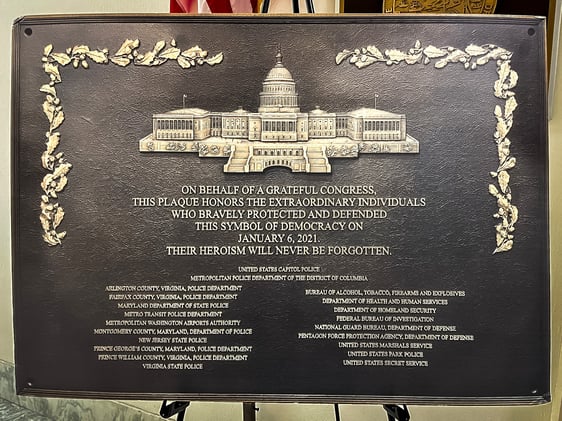 ON BEHALF OF A GRATEFUL CONGRESS,
THIS PLAQUE HONORS THE EXTRAORDINARY INDIVIDUALS
WHO BRAVELY PROTECTED AND DEFENDED
THIS SYMBOL OF DEMOCRACY ON
JANUARY 6, 2021.
THEIR HEROISM WILL NEVER BE FORGOTTEN.
UNITED STATES CAPITOL POLICE
METROPOLITAN POLICE DEPARTMENT OF THE DISTRICT OF COLUMBIA
ARLINGTON COUNTY, VIRGINIA, POLICE DEPARTMENT
FAIRFAX COUNTY, VIRGINIA, POLICE DEPARTMENT
MARYLAND DEPARTMENT OF STATE POLICE
METRO TRANSIT POLICE DEPARTMENT
METROPOLITAN WASHINGTON AIRPORTS AUTHORITY
MONTGOMERY COUNTY, MARYLAND, DEPARTMENT OF POLICE
NEW JERSEY STATE POLICE
PRINCE GEORGE'S COUNTY, MARYLAND, POLICE DEPARTMENT
PRINCE WILLIAM COUNTY, VIRGINIA, POLICE DEPARTMENT
VIRGINIA STATE POLICE
BUREAU OF ALCOHOL, TOBACCO, FIREARMS AND EXPLOSIVES
DEPARTMENT OF HEALTH AND HUMAN SERVICES
DEPARTMENT OF HOMELAND SECURITY
FEDERAL BUREAU OF INVESTIGATION
NATIONAL GUARD BUREAU, DEPARTMENT OF DEFENSE
PENTAGON FORCE PROTECTION AGENCY, DEPARTMENT OF DEFENSE
UNITED STATES MARSHALS SERVICE
UNITED STATES PARK POLICE
UNITED STATES SECRET SERVICE